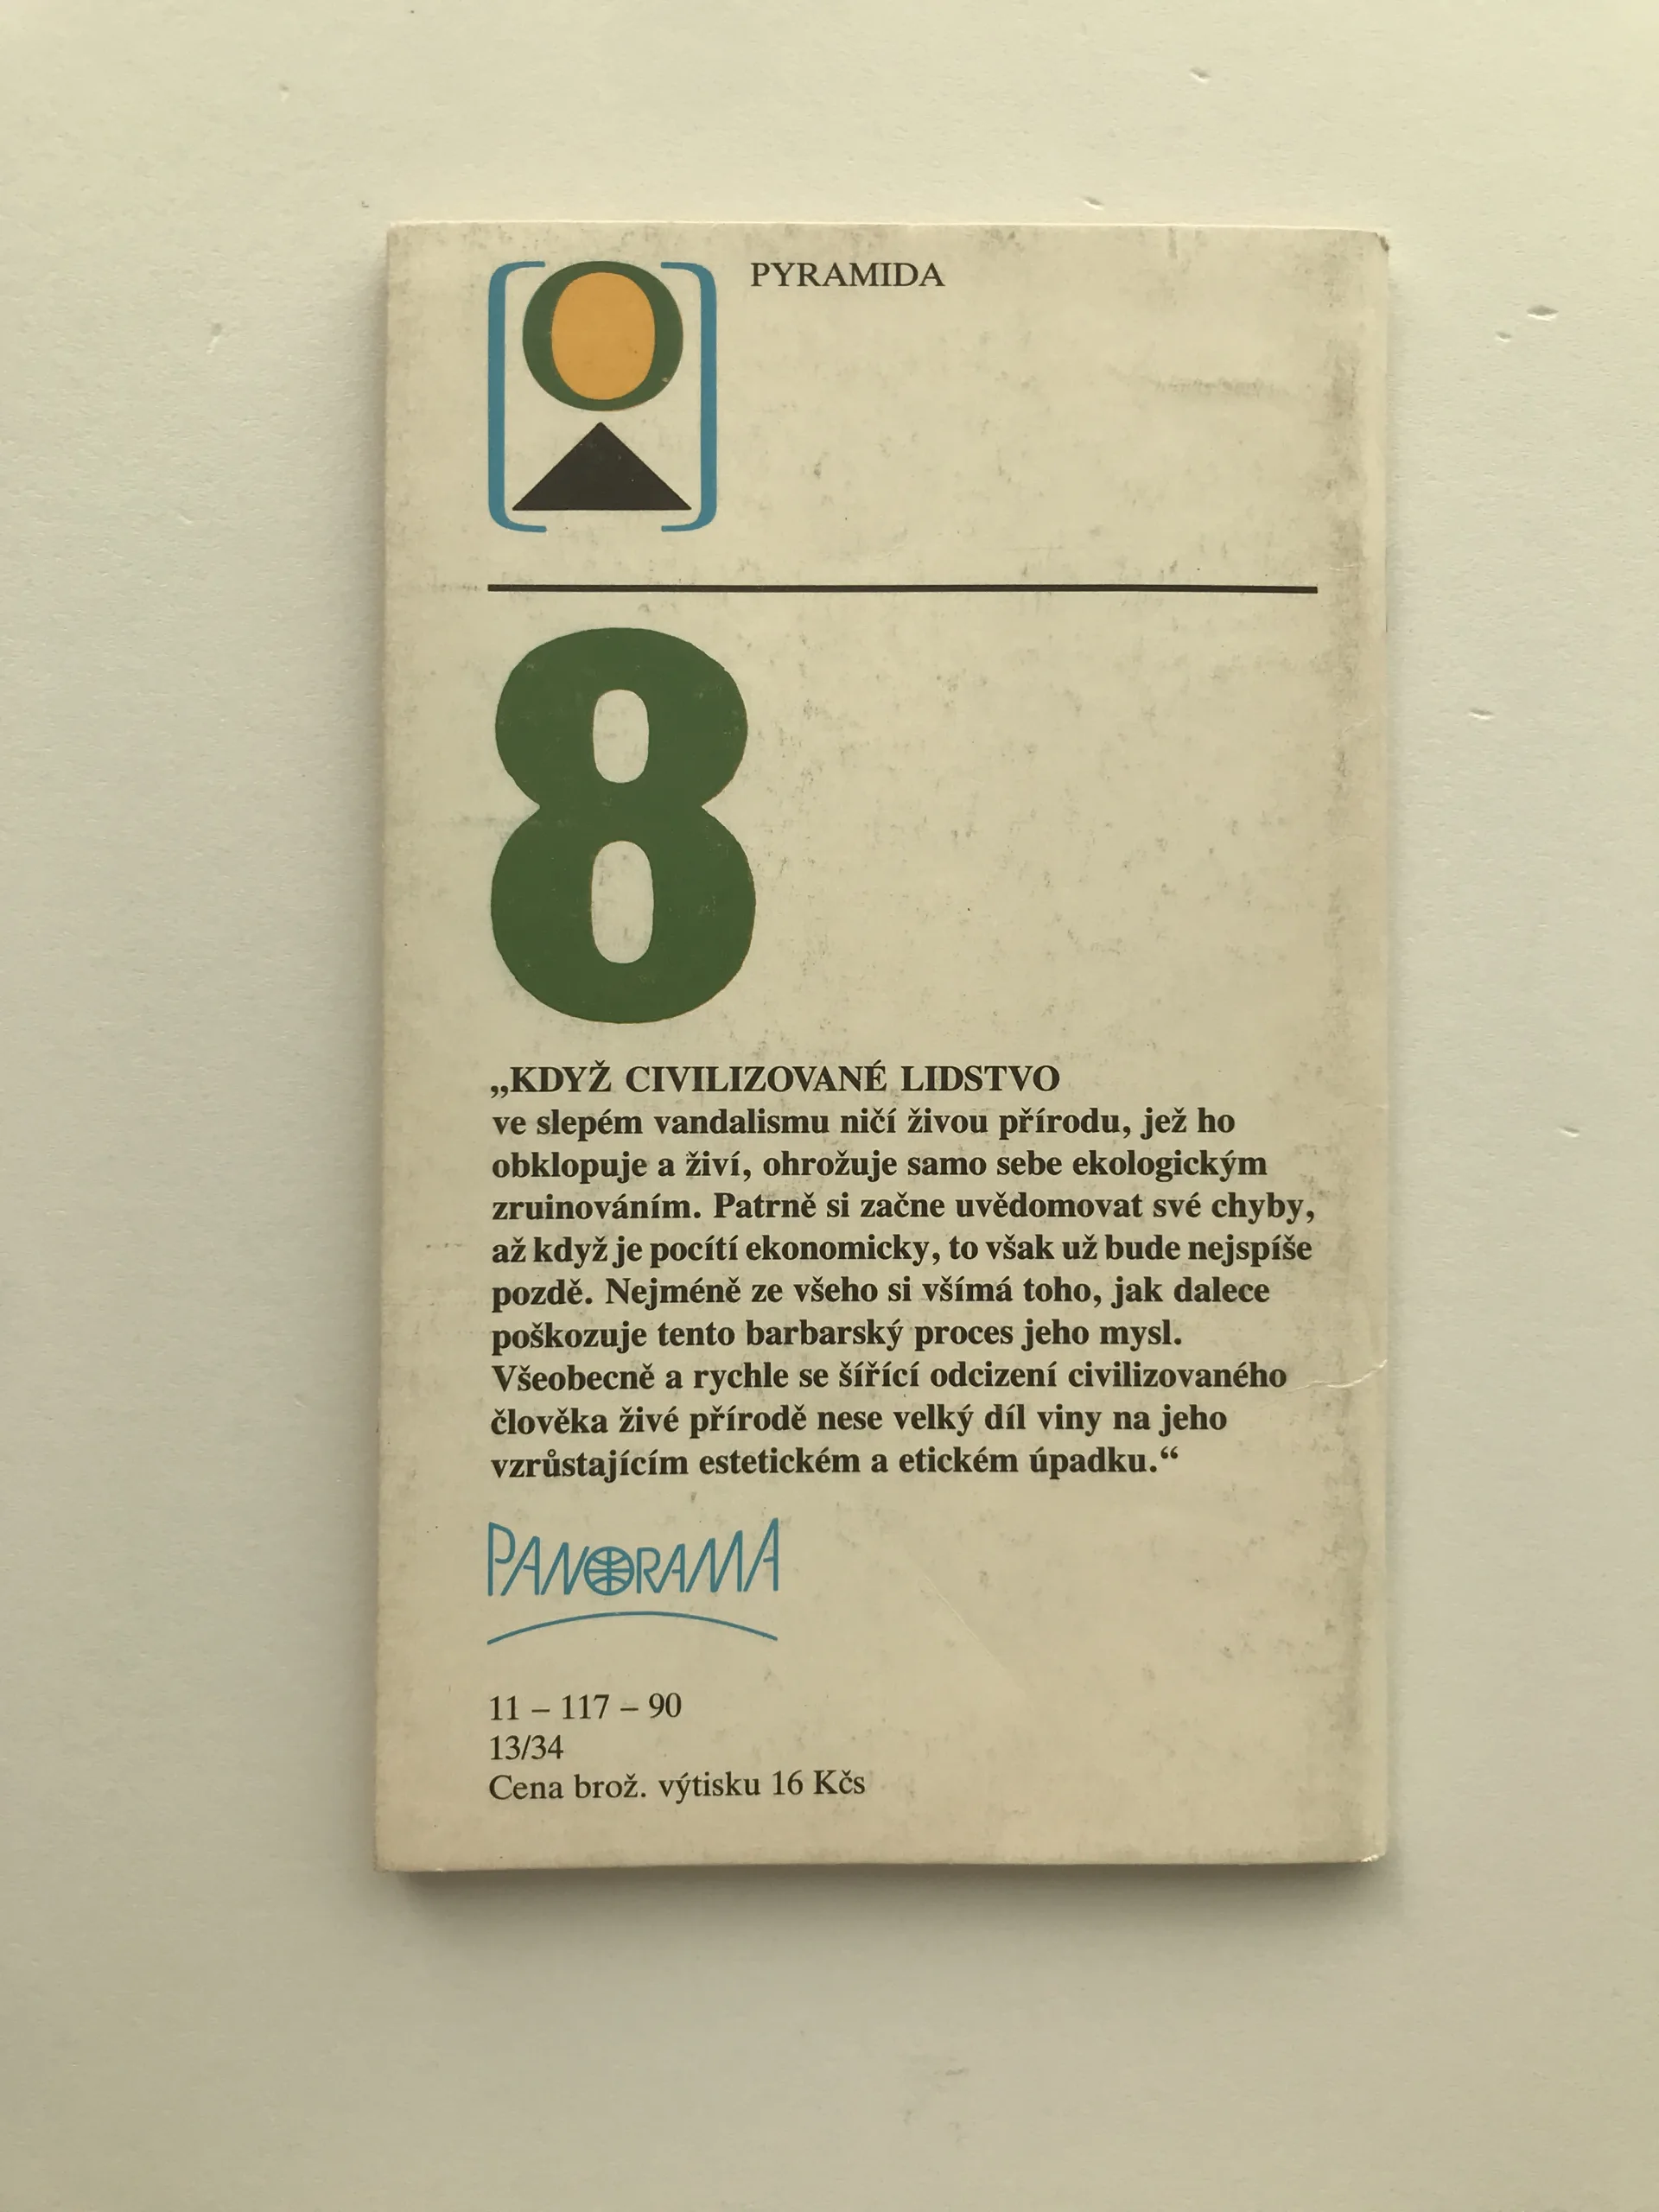 PYRAMIDA
8
„KDYŽ CIVILIZOVANÉ LIDSTVO
ve slepém vandalismu ničí živou přírodu, jež ho
obklopuje a živí, ohrožuje samo sebe ekologickým
zruinováním. Patrně si začne uvědomovat své chyby,
až když je pocítí ekonomicky, to však už bude nejspíše
pozdě. Nejméně ze všeho si všímá toho, jak dalece
poškozuje tento barbarský proces jeho mysl.
Všeobecně a rychle se šířící odcizení civilizovaného
člověka živé přírodě nese velký díl viny na jeho
vzrůstajícím estetickém a etickém úpadku.“
PANORAMA
11 – 117 – 90
13/34
Cena brož. výtisku 16 Kčs